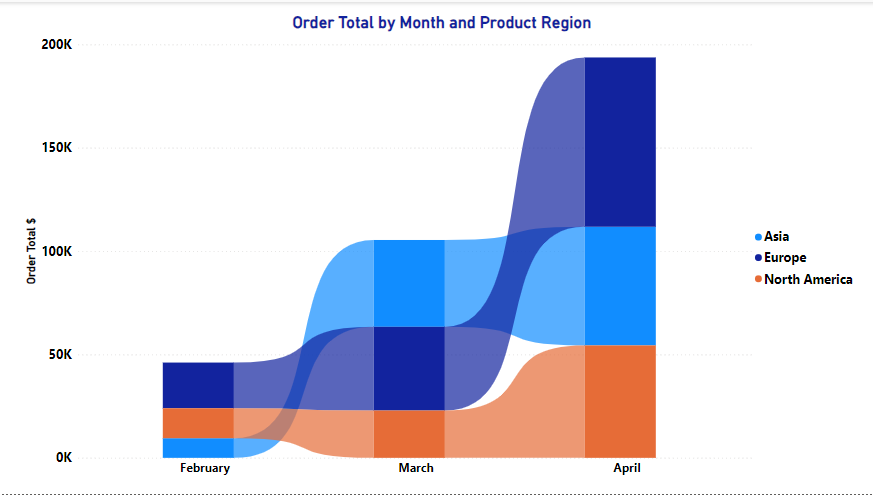 Order Total by Month and Product Region
200K
150K
100K
50K
0K
Order Total $
February March April
Asia
Europe
North America